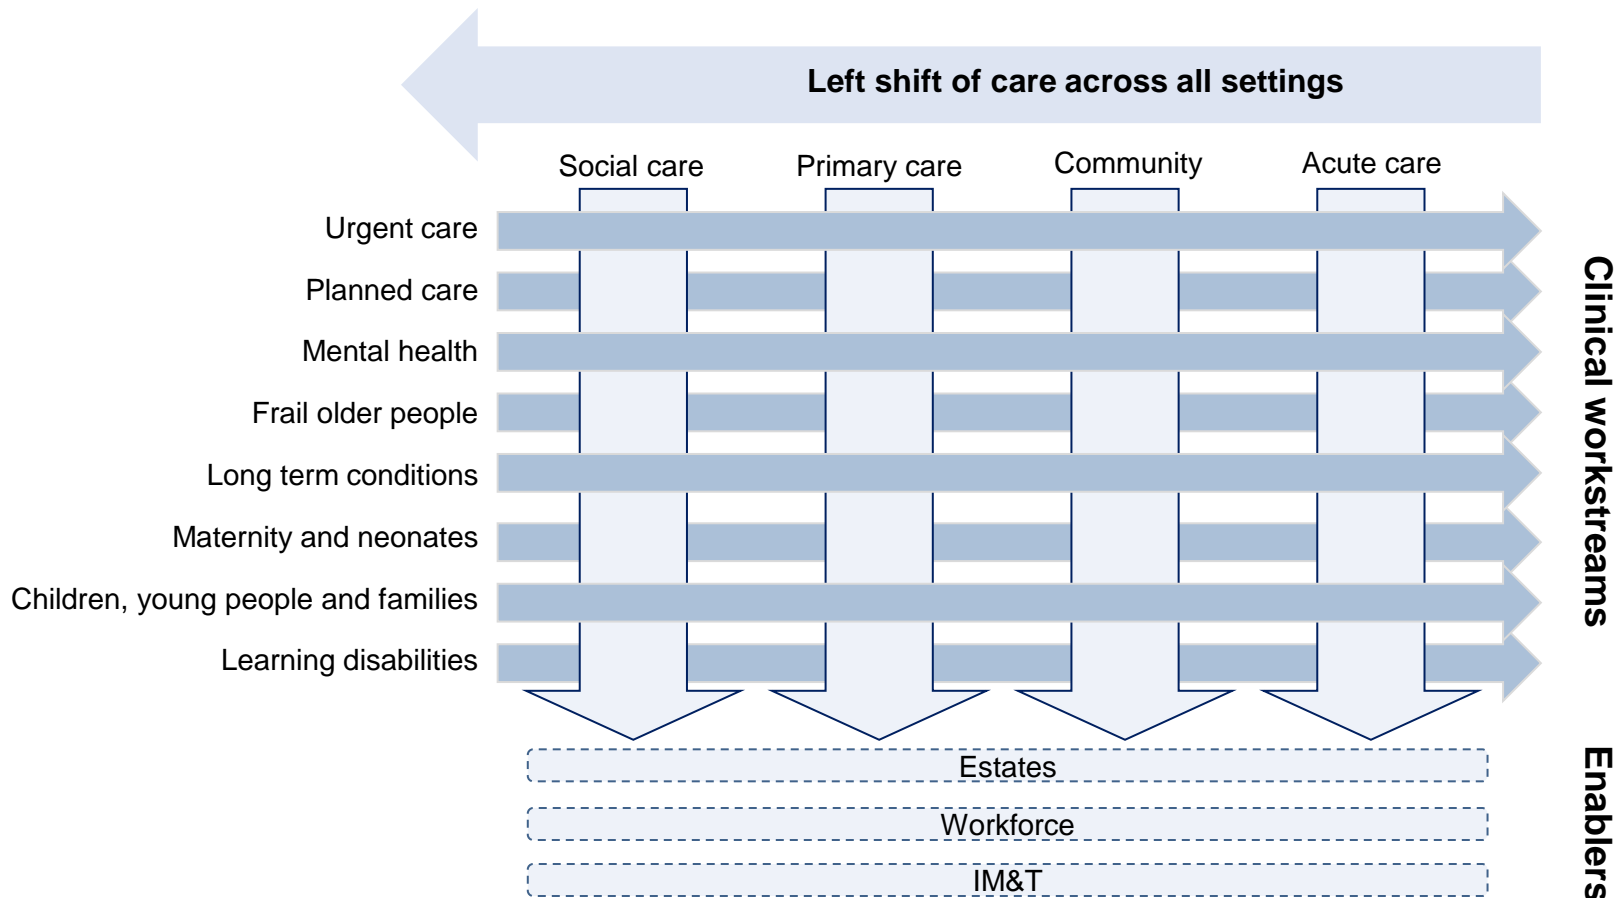 Left shift of care across all settings
Social care
Primary care
Community
Acute care
Urgent care
Planned care
Mental health
Frail older people
Long term conditions
Maternity and neonates
Children, young people and families
Learning disabilities
Clinical workstreams
Estates
Workforce
IM&T
Enablers